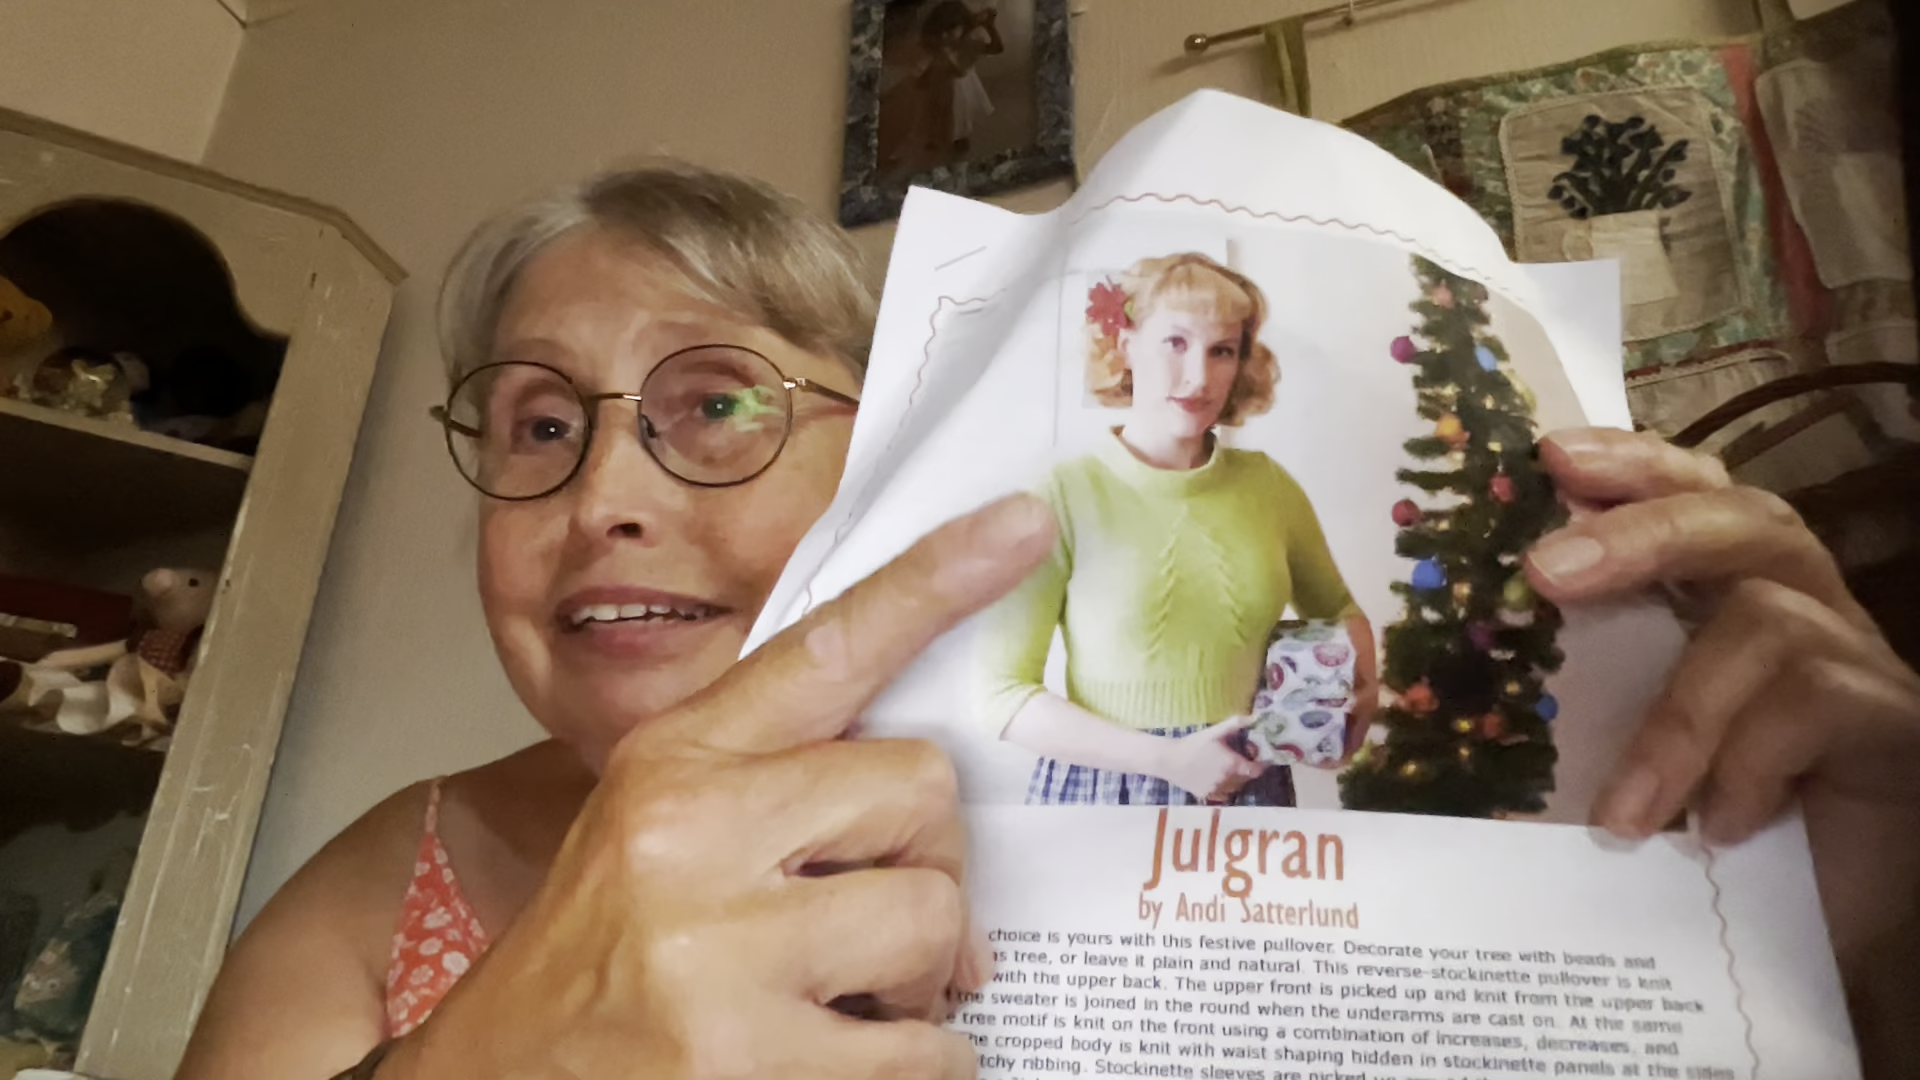 Julgran
by Andi Satterlund
choice is yours with this festive pullover. Decorate your tree with beads and
as tree, or leave it plain and natural. This reverse-stockinette pullover is knit
with the upper back. The upper front is picked up and knit from the upper back
the sweater is joined in the round when the underarms are cast on. At the same
tree motif is knit on the front using a combination of increases, decreases, and
cropped body is knit with waist shaping hidden in stockinette panels at the sides
tchy ribbing. Stockinette sleeves are picked up